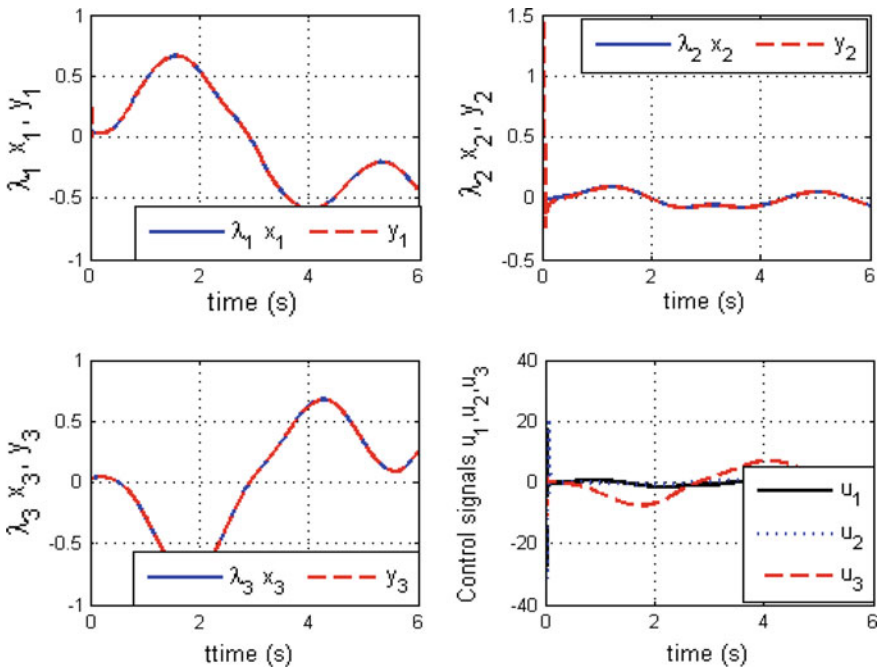 λ1 x1, y1
1
0.5
0
-0.5
-1
0 2 4 6
time (s)
λ1 x1 y1
λ2 x2, y2
1.5
1
0.5
0
-0.5
0 2 4 6
time (s)
λ2 x2 y2
λ3 x3, y3
1
0.5
0
-0.5
-1
0 2 4 6
ttime (s)
λ3 x3 y3
Control signals u1,u2,u3
40
20
0
-20
-40
0 2 4 6
time (s)
u1
u2
u3